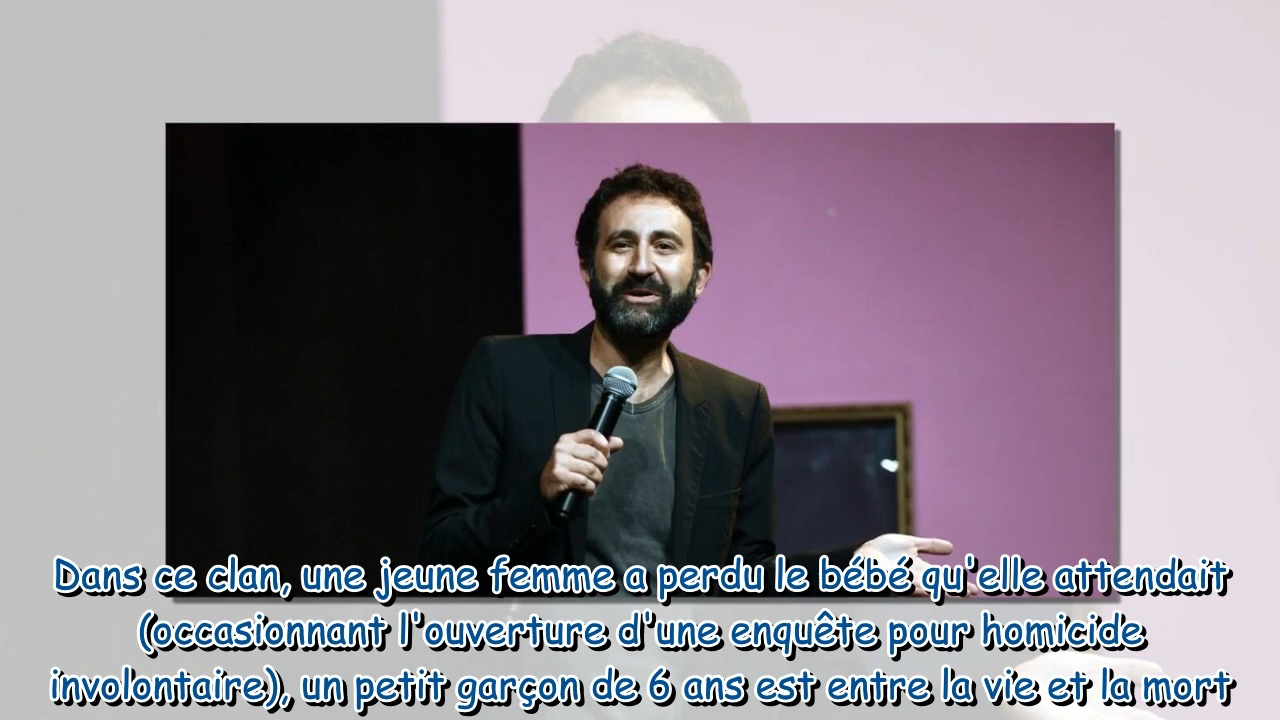 Dans ce clan, une jeune femme a perdu le bébé qu'elle attendait
(occasionnant l'ouverture d'une enquête pour homicide
involontaire), un petit garçon de 6 ans est entre la vie et la mort